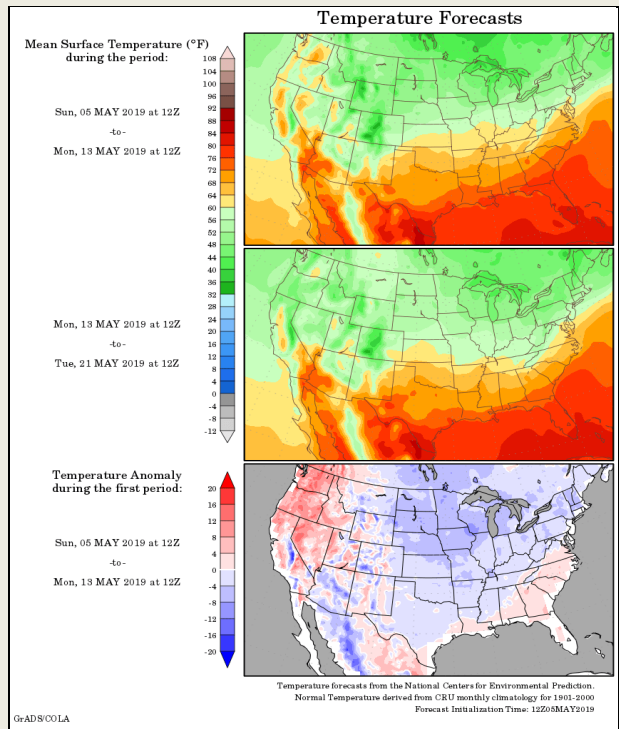 Temperature Forecasts
Mean Surface Temperature (°F)
during the period:
Sun, 05 MAY 2019 at 12Z
-to-
Mon, 13 MAY 2019 at 12Z
108
104
100
96
92
88
84
80
76
72
68
64
60
56
52
48
44
40
36
32
28
24
20
16
12
8
4
0
-4
-8
-12
Mon, 13 MAY 2019 at 12Z
-to-
Tue, 21 MAY 2019 at 12Z
Temperature Anomaly
during the first period:
Sun, 05 MAY 2019 at 12Z
-to-
Mon, 13 MAY 2019 at 12Z
20
16
12
8
4
0
-4
-8
-12
-16
-20
Temperature forecasts from the National Centers for Environmental Prediction.
Normal Temperature derived from CRU monthly climatology for 1901-2000
Forecast Initialization Time: 12Z05MAY2019
GrADS/COLA